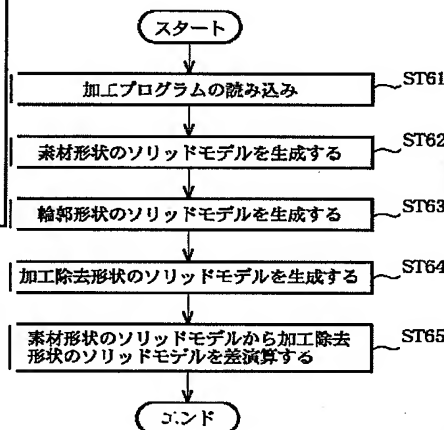 スタート
加工プログラムの読み込み
ST61
素材形状のソリッドモデルを生成する
ST62
輪郭形状のソリッドモデルを生成する
ST63
加工除去形状のソリッドモデルを生成する
ST64
素材形状のソリッドモデルから加工除去
形状のソリッドモデルを差演算する
ST65
エンド